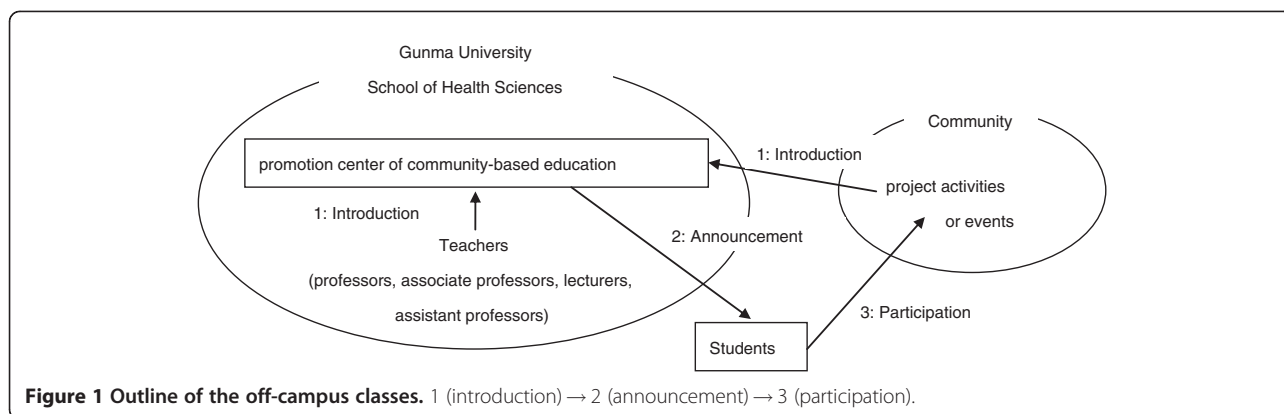 Gunma University
School of Health Sciences
Community
promotion center of community-based education
1: Introduction
project activities
or events
1: Introduction
2: Announcement
Teachers
(professors, associate professors, lecturers,
assistant professors)
3: Participation
Students
Figure 1 Outline of the off-campus classes. 1 (introduction) → 2 (announcement) → 3 (participation).